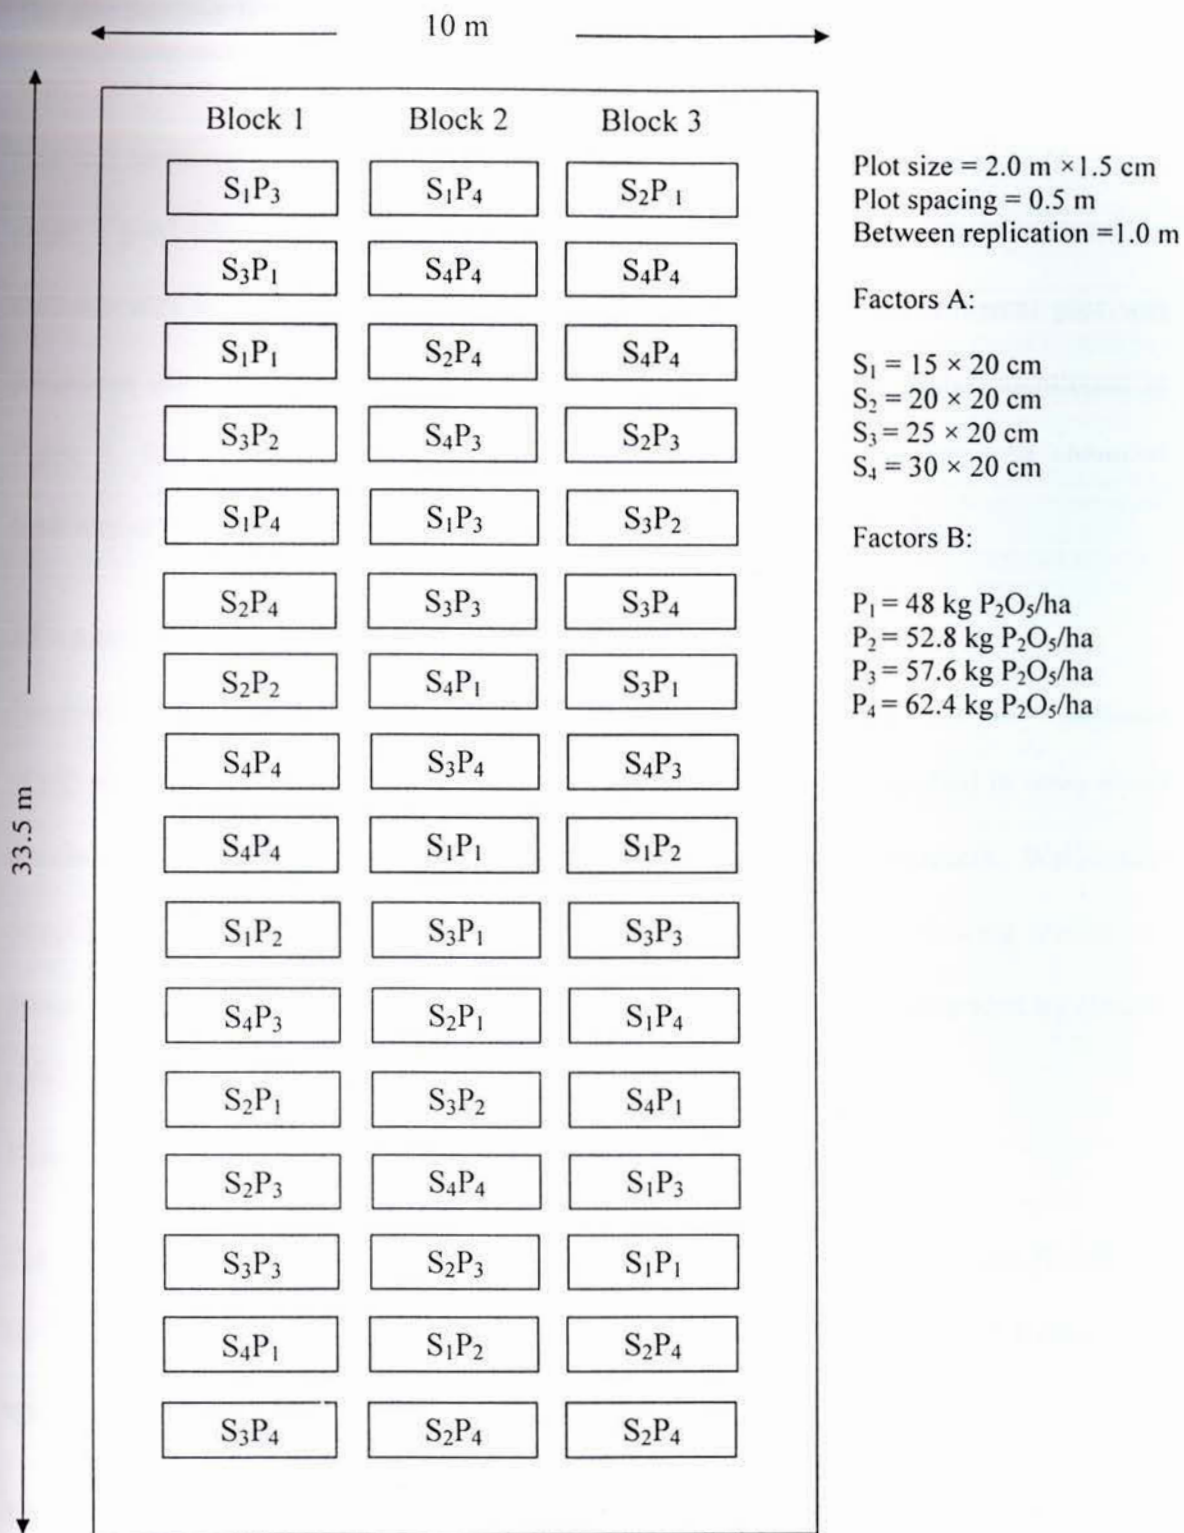 10 m
33.5 m
Block 1 Block 2 Block 3
S₁P₃ S₁P₄ S₂P₁
S₃P₁ S₄P₄ S₄P₄
S₁P₁ S₂P₄ S₄P₄
S₃P₂ S₄P₃ S₂P₃
S₁P₄ S₁P₃ S₃P₂
S₂P₄ S₃P₃ S₃P₄
S₂P₂ S₄P₁ S₃P₁
S₄P₄ S₃P₄ S₄P₃
S₄P₄ S₁P₁ S₁P₂
S₁P₂ S₃P₁ S₃P₃
S₄P₃ S₂P₁ S₁P₄
S₂P₁ S₃P₂ S₄P₁
S₂P₃ S₄P₄ S₁P₃
S₃P₃ S₂P₃ S₁P₁
S₄P₁ S₁P₂ S₂P₄
S₃P₄ S₂P₄ S₂P₄
Plot size = 2.0 m ×1.5 cm
Plot spacing = 0.5 m
Between replication =1.0 m
Factors A:
S₁ = 15 × 20 cm
S₂ = 20 × 20 cm
S₃ = 25 × 20 cm
S₄ = 30 × 20 cm
Factors B:
P₁ = 48 kg P₂O₅/ha
P₂ = 52.8 kg P₂O₅/ha
P₃ = 57.6 kg P₂O₅/ha
P₄ = 62.4 kg P₂O₅/ha